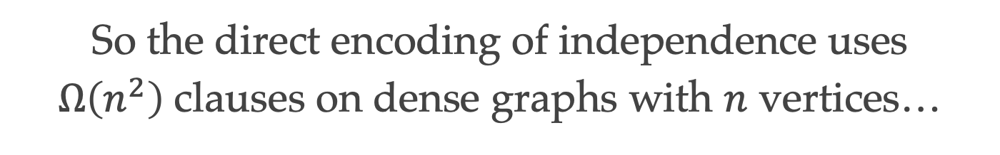 So the direct encoding of independence uses
Ω(n²) clauses on dense graphs with n vertices…